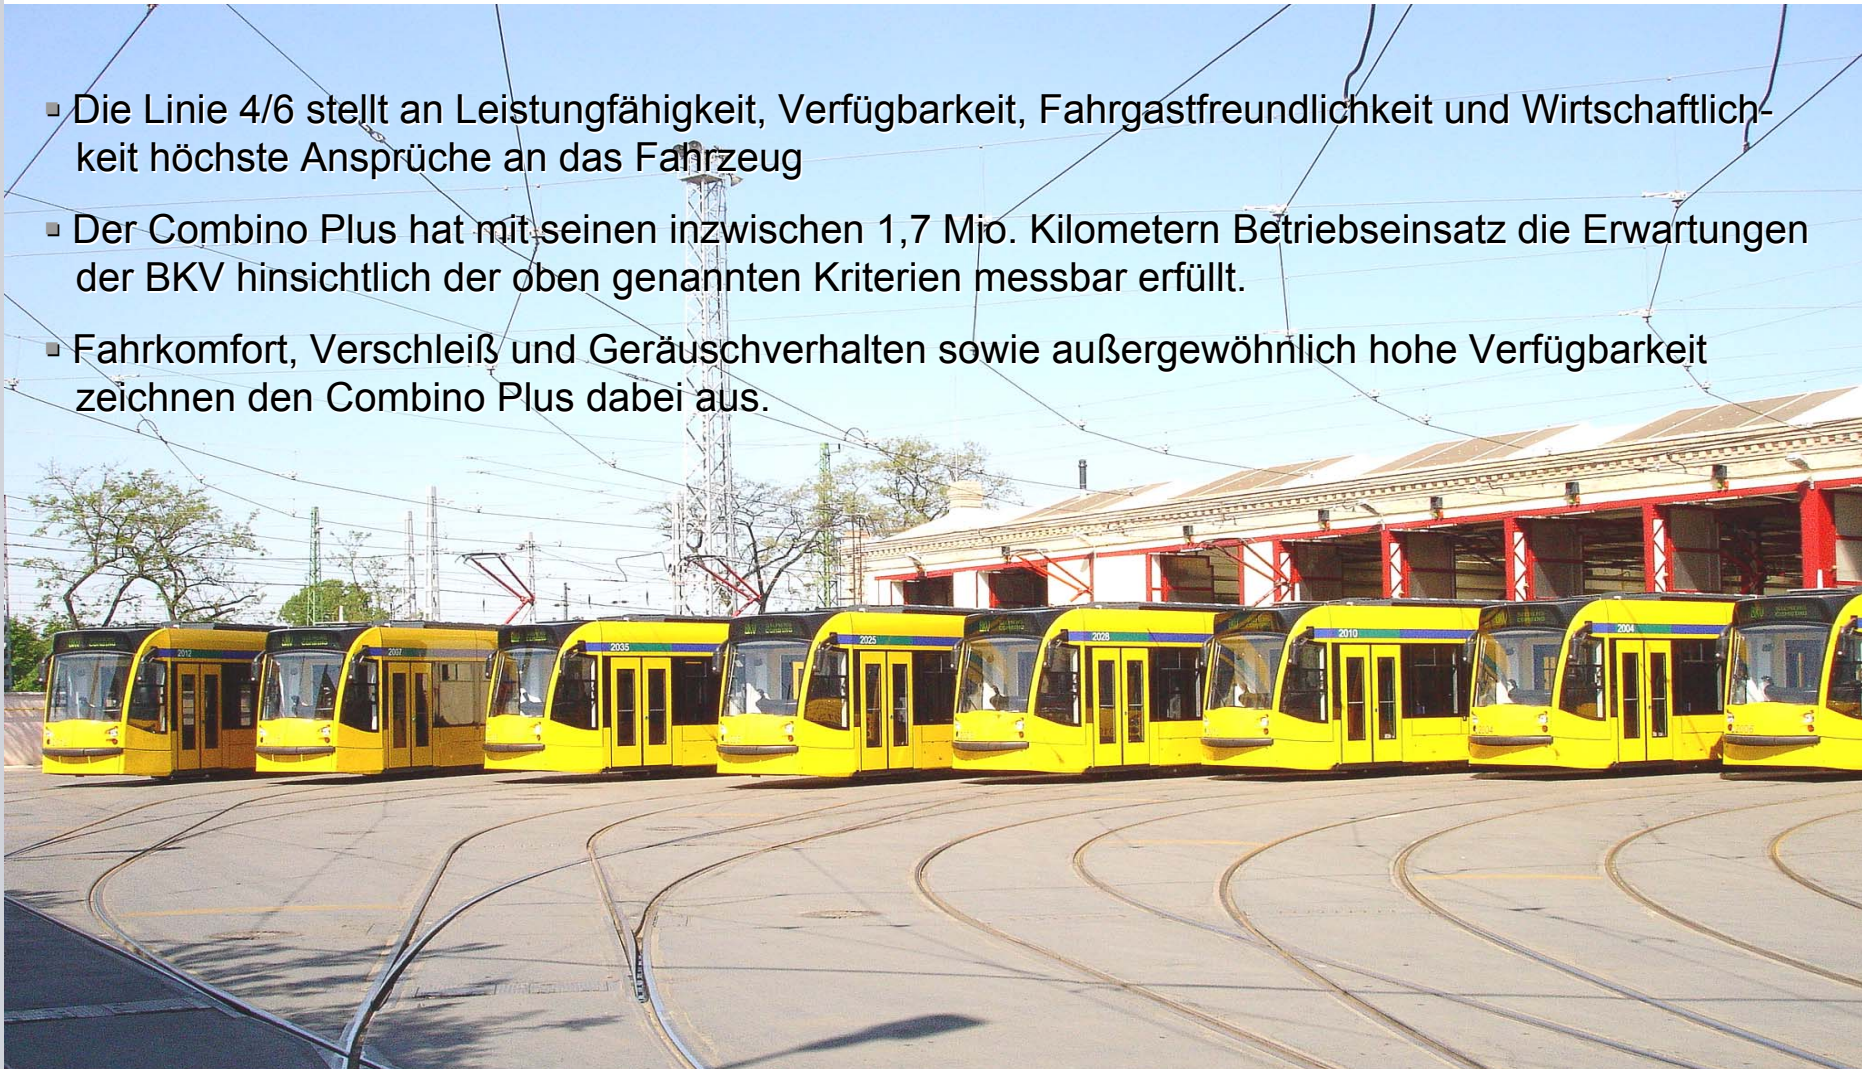 ▪ Die Linie 4/6 stellt an Leistungfähigkeit, Verfügbarkeit, Fahrgastfreundlichkeit und Wirtschaftlich-
keit höchste Ansprüche an das Fahrzeug
▪ Der Combino Plus hat mit seinen inzwischen 1,7 Mio. Kilometern Betriebseinsatz die Erwartungen
der BKV hinsichtlich der oben genannten Kriterien messbar erfüllt.
▪ Fahrkomfort, Verschleiß und Geräuschverhalten sowie außergewöhnlich hohe Verfügbarkeit
zeichnen den Combino Plus dabei aus.
2012
2007
2035
2025
2028
2010
2004